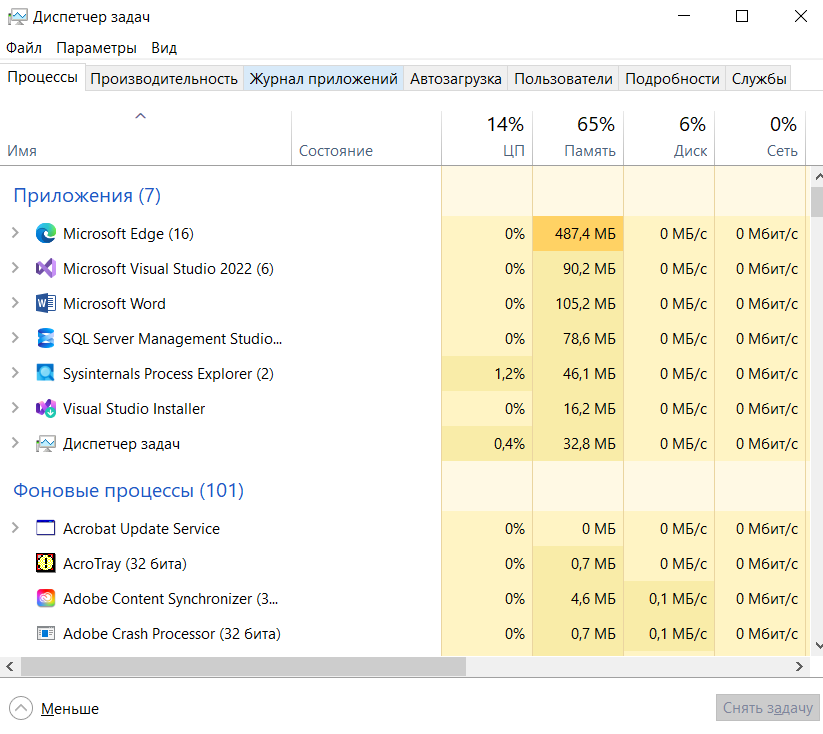 Диспетчер задач
Файл Параметры Вид
Процессы Производительность Журнал приложений Автозагрузка Пользователи Подробности Службы
14% 65% 6% 0%
Имя Состояние ЦП Память Диск Сеть
Приложения (7)
Microsoft Edge (16) 0% 487,4 МБ 0 МБ/с 0 Мбит/с
Microsoft Visual Studio 2022 (6) 0% 90,2 МБ 0 МБ/с 0 Мбит/с
Microsoft Word 0% 105,2 МБ 0 МБ/с 0 Мбит/с
SQL Server Management Studio... 0% 78,6 МБ 0 МБ/с 0 Мбит/с
Sysinternals Process Explorer (2) 1,2% 46,1 МБ 0 МБ/с 0 Мбит/с
Visual Studio Installer 0% 16,2 МБ 0 МБ/с 0 Мбит/с
Диспетчер задач 0,4% 32,8 МБ 0 МБ/с 0 Мбит/с
Фоновые процессы (101)
Acrobat Update Service 0% 0 МБ 0 МБ/с 0 Мбит/с
AcroTray (32 бита) 0% 0,7 МБ 0 МБ/с 0 Мбит/с
Adobe Content Synchronizer (3... 0% 4,6 МБ 0,1 МБ/с 0 Мбит/с
Adobe Crash Processor (32 бита) 0% 0,7 МБ 0,1 МБ/с 0 Мбит/с
Меньше Снять задачу